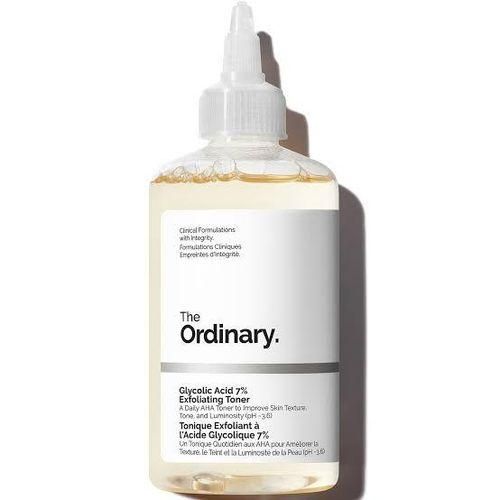 Clinical Formulations
with Integrity.
Formulations Cliniques
Empreintes d'intégrité.
The
Ordinary.
Glycolic Acid 7%
Exfoliating Toner
A Daily AHA Toner to Improve Skin Texture,
Tone, and Luminosity (pH ~3.6)
Tonique Exfoliant à
l'Acide Glycolique 7%
Un Tonique Quotidien aux AHA pour Améliorer la
Texture, le Teint et la Luminosité de la Peau (pH ~3.6)